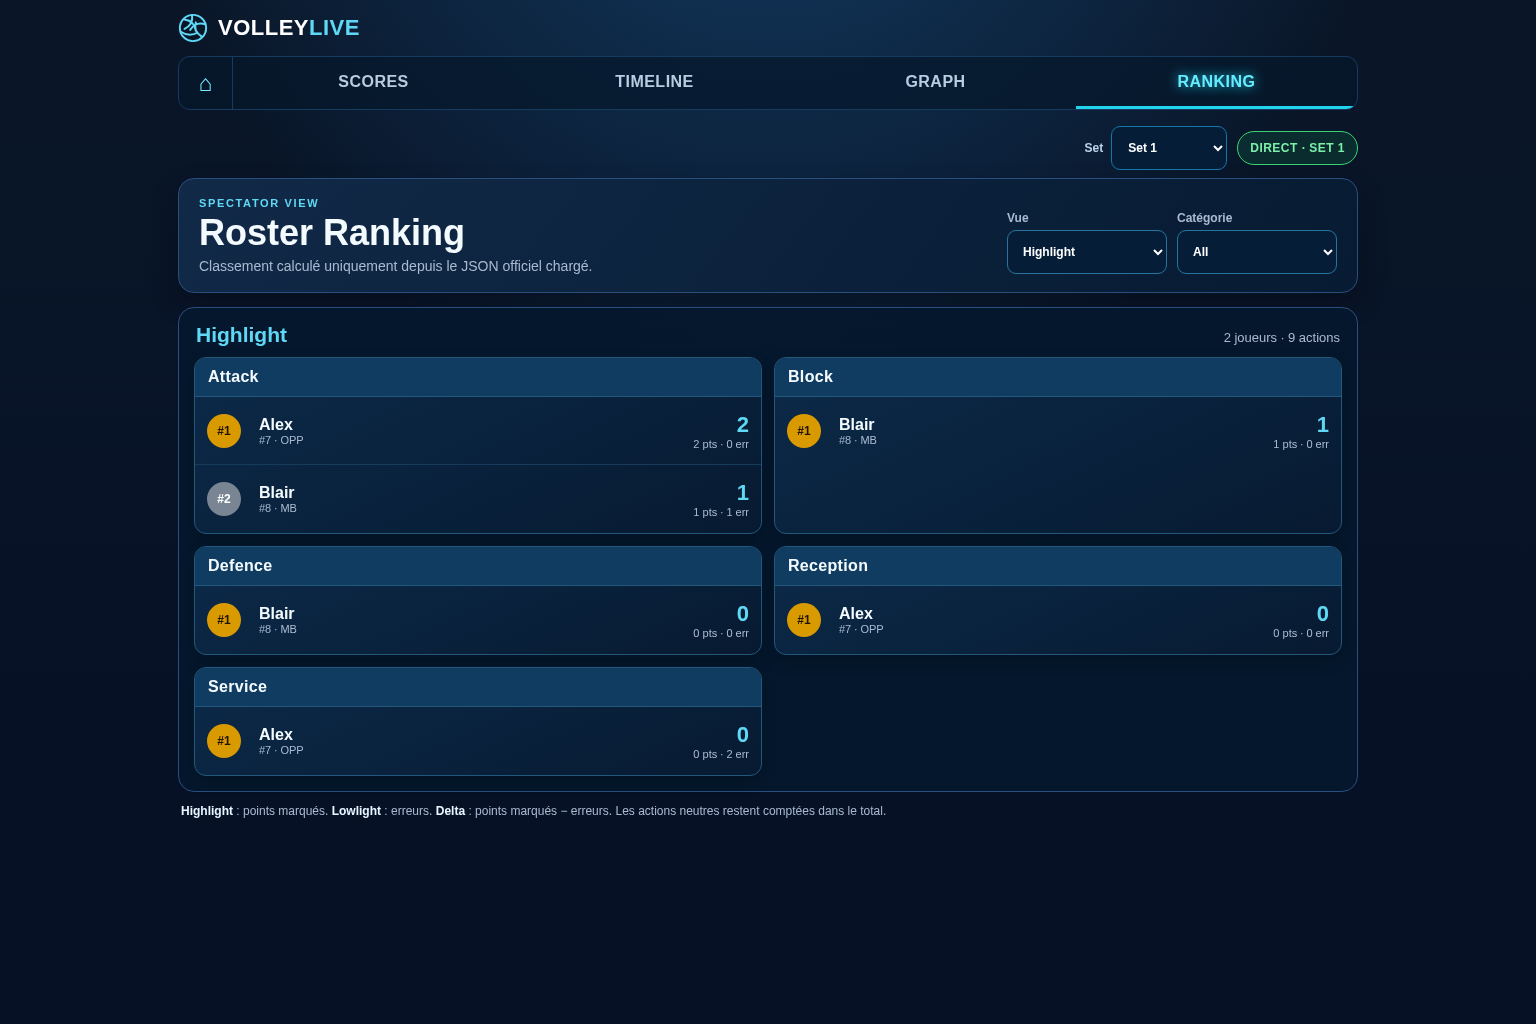 VOLLEYLIVE
SCORES
TIMELINE
GRAPH
RANKING
Set
Set 1
DIRECT · SET 1
SPECTATOR VIEW
Roster Ranking
Classement calculé uniquement depuis le JSON officiel chargé.
Vue
Catégorie
Highlight
All
Highlight
2 joueurs · 9 actions
Attack
#1
Alex
#7 · OPP
2
2 pts · 0 err
#2
Blair
#8 · MB
1
1 pts · 1 err
Block
#1
Blair
#8 · MB
1
1 pts · 0 err
Defence
#1
Blair
#8 · MB
0
0 pts · 0 err
Reception
#1
Alex
#7 · OPP
0
0 pts · 0 err
Service
#1
Alex
#7 · OPP
0
0 pts · 2 err
Highlight : points marqués. Lowlight : erreurs. Delta : points marqués − erreurs. Les actions neutres restent comptées dans le total.